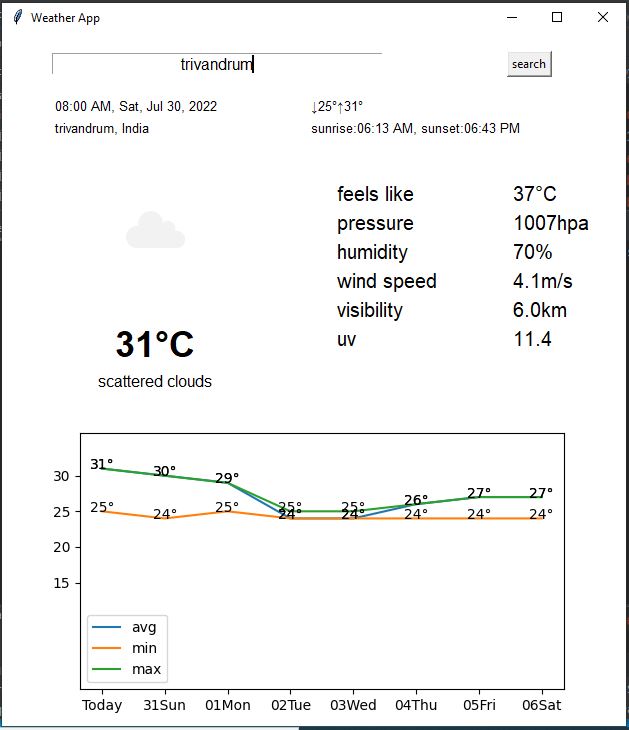 Weather App
trivandrum
search
08:00 AM, Sat, Jul 30, 2022
↓25°↑31°
trivandrum, India
sunrise:06:13 AM, sunset:06:43 PM
feels like 37°C
pressure 1007hpa
humidity 70%
wind speed 4.1m/s
visibility 6.0km
uv 11.4
31°C
scattered clouds
31° 30° 29° 25° 25° 26° 27° 27°
24° 24°
25° 24° 25° 24° 24° 24°
30
25
20
15
avg
min
max
Today 31Sun 01Mon 02Tue 03Wed 04Thu 05Fri 06Sat